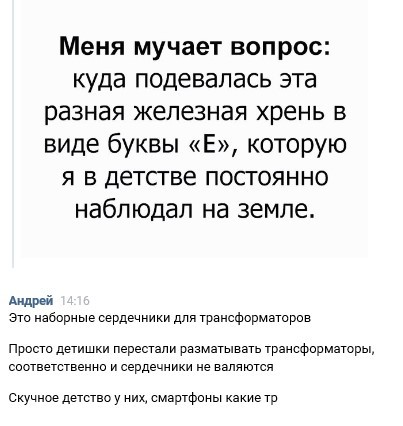 Меня мучает вопрос:
куда подевалась эта
разная железная хрень в
виде буквы «Е», которую
я в детстве постоянно
наблюдал на земле.
Андрей 14:16
Это наборные сердечники для трансформаторов
Просто детишки перестали разматывать трансформаторы,
соответственно и сердечники не валяются
Скучное детство у них, смартфоны какие тр